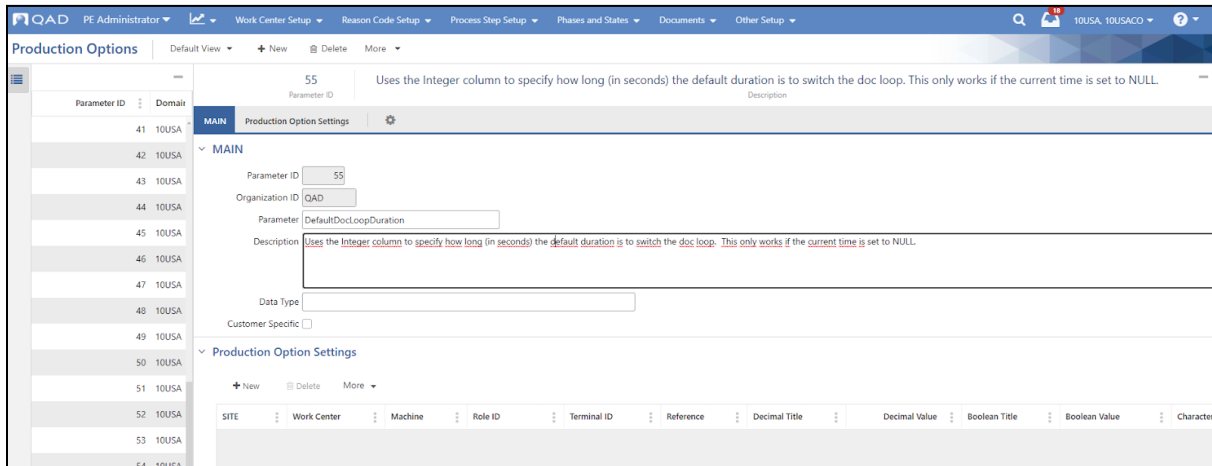 QAD PE Administrator Work Center Setup Reason Code Setup Process Step Setup Phases and States Documents Other Setup 18 10USA, 10USACO ?
Production Options Default View + New Delete More
55 Uses the Integer column to specify how long (in seconds) the default duration is to switch the doc loop. This only works if the current time is set to NULL.
Parameter ID Description
Parameter ID Domain
MAIN Production Option Settings
41 10USA
42 10USA
43 10USA
44 10USA
45 10USA
46 10USA
47 10USA
48 10USA
49 10USA
50 10USA
51 10USA
52 10USA
53 10USA
54 10USA
MAIN
Parameter ID 55
Organization ID QAD
Parameter DefaultDocLoopDuration
Description Uses the Integer column to specify how long (in seconds) the default duration is to switch the doc loop. This only works if the current time is set to NULL.
Data Type
Customer Specific
Production Option Settings
+ New Delete More
SITE Work Center Machine Role ID Terminal ID Reference Decimal Title Decimal Value Boolean Title Boolean Value Character